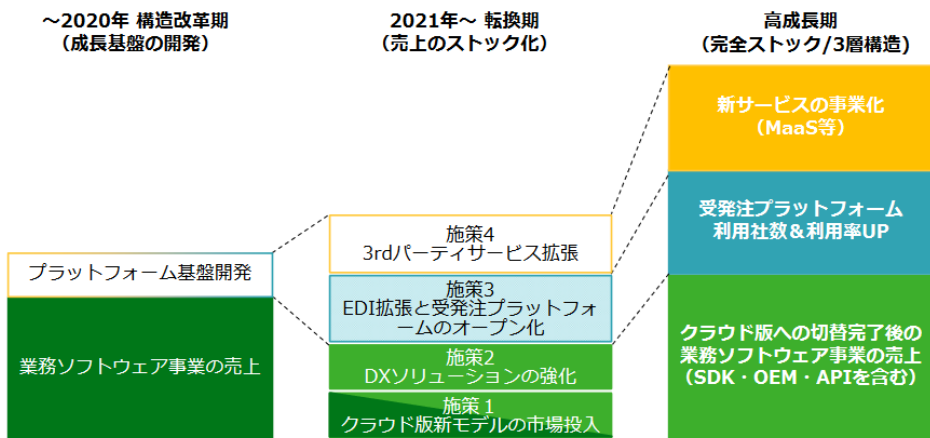 ～2020年 構造改革期
（成長基盤の開発）
プラットフォーム基盤開発
業務ソフトウェア事業の売上
2021年～ 転換期
（売上のストック化）
施策4
3rdパーティサービス拡張
施策3
EDI拡張と受発注プラットフォ
ームのオープン化
施策2
DXソリューションの強化
施策１
クラウド版新モデルの市場投入
高成長期
（完全ストック/3層構造)
新サービスの事業化
（MaaS等）
受発注プラットフォーム
利用社数＆利用率UP
クラウド版への切替完了後の
業務ソフトウェア事業の売上
（SDK・OEM・APIを含む）